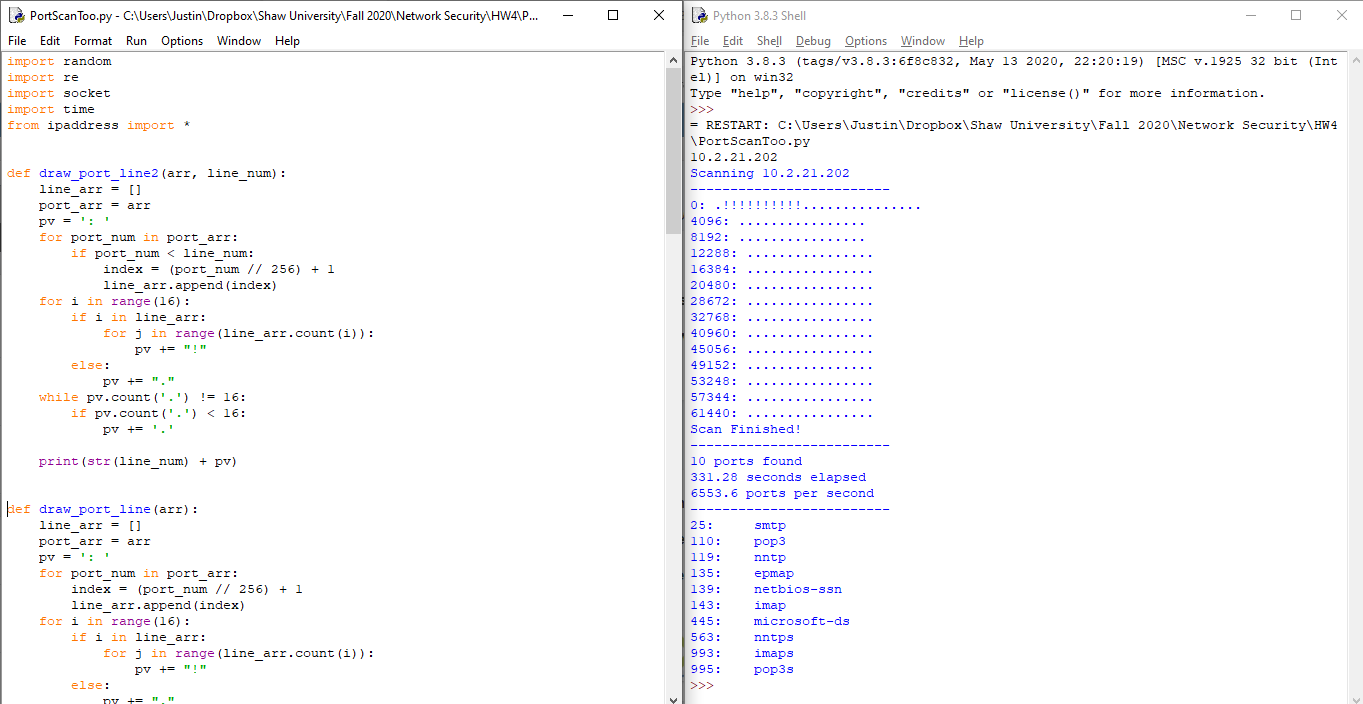 PortScanToo.py - C:\Users\Justin\Dropbox\Shaw University\Fall 2020\Network Security\HW4\P...
File Edit Format Run Options Window Help
import random
import re
import socket
import time
from ipaddress import *
def draw_port_line2(arr, line_num):
    line_arr = []
    port_arr = arr
    pv = ': '
    for port_num in port_arr:
        if port_num < line_num:
            index = (port_num // 256) + 1
            line_arr.append(index)
    for i in range(16):
        if i in line_arr:
            for j in range(line_arr.count(i)):
                pv += "!"
        else:
            pv += "."
    while pv.count('.') != 16:
        if pv.count('.') < 16:
            pv += '.'
    print(str(line_num) + pv)
def draw_port_line(arr):
    line_arr = []
    port_arr = arr
    pv = ': '
    for port_num in port_arr:
        index = (port_num // 256) + 1
        line_arr.append(index)
    for i in range(16):
        if i in line_arr:
            for j in range(line_arr.count(i)):
                pv += "!"
        else:
            pv += "."
Python 3.8.3 Shell
File Edit Shell Debug Options Window Help
Python 3.8.3 (tags/v3.8.3:6f8c832, May 13 2020, 22:20:19) [MSC v.1925 32 bit (Int
el)] on win32
Type "help", "copyright", "credits" or "license()" for more information.
>>>
= RESTART: C:\Users\Justin\Dropbox\Shaw University\Fall 2020\Network Security\HW4
\PortScanToo.py
10.2.21.202
Scanning 10.2.21.202
-------------------------
0: .!!!!!!!!!!...............
4096: ................
8192: ................
12288: ................
16384: ................
20480: ................
28672: ................
32768: ................
40960: ................
45056: ................
49152: ................
53248: ................
57344: ................
61440: ................
Scan Finished!
-------------------------
10 ports found
331.28 seconds elapsed
6553.6 ports per second
-------------------------
25: smtp
110: pop3
119: nntp
135: epmap
139: netbios-ssn
143: imap
445: microsoft-ds
563: nntps
993: imaps
995: pop3s
>>>